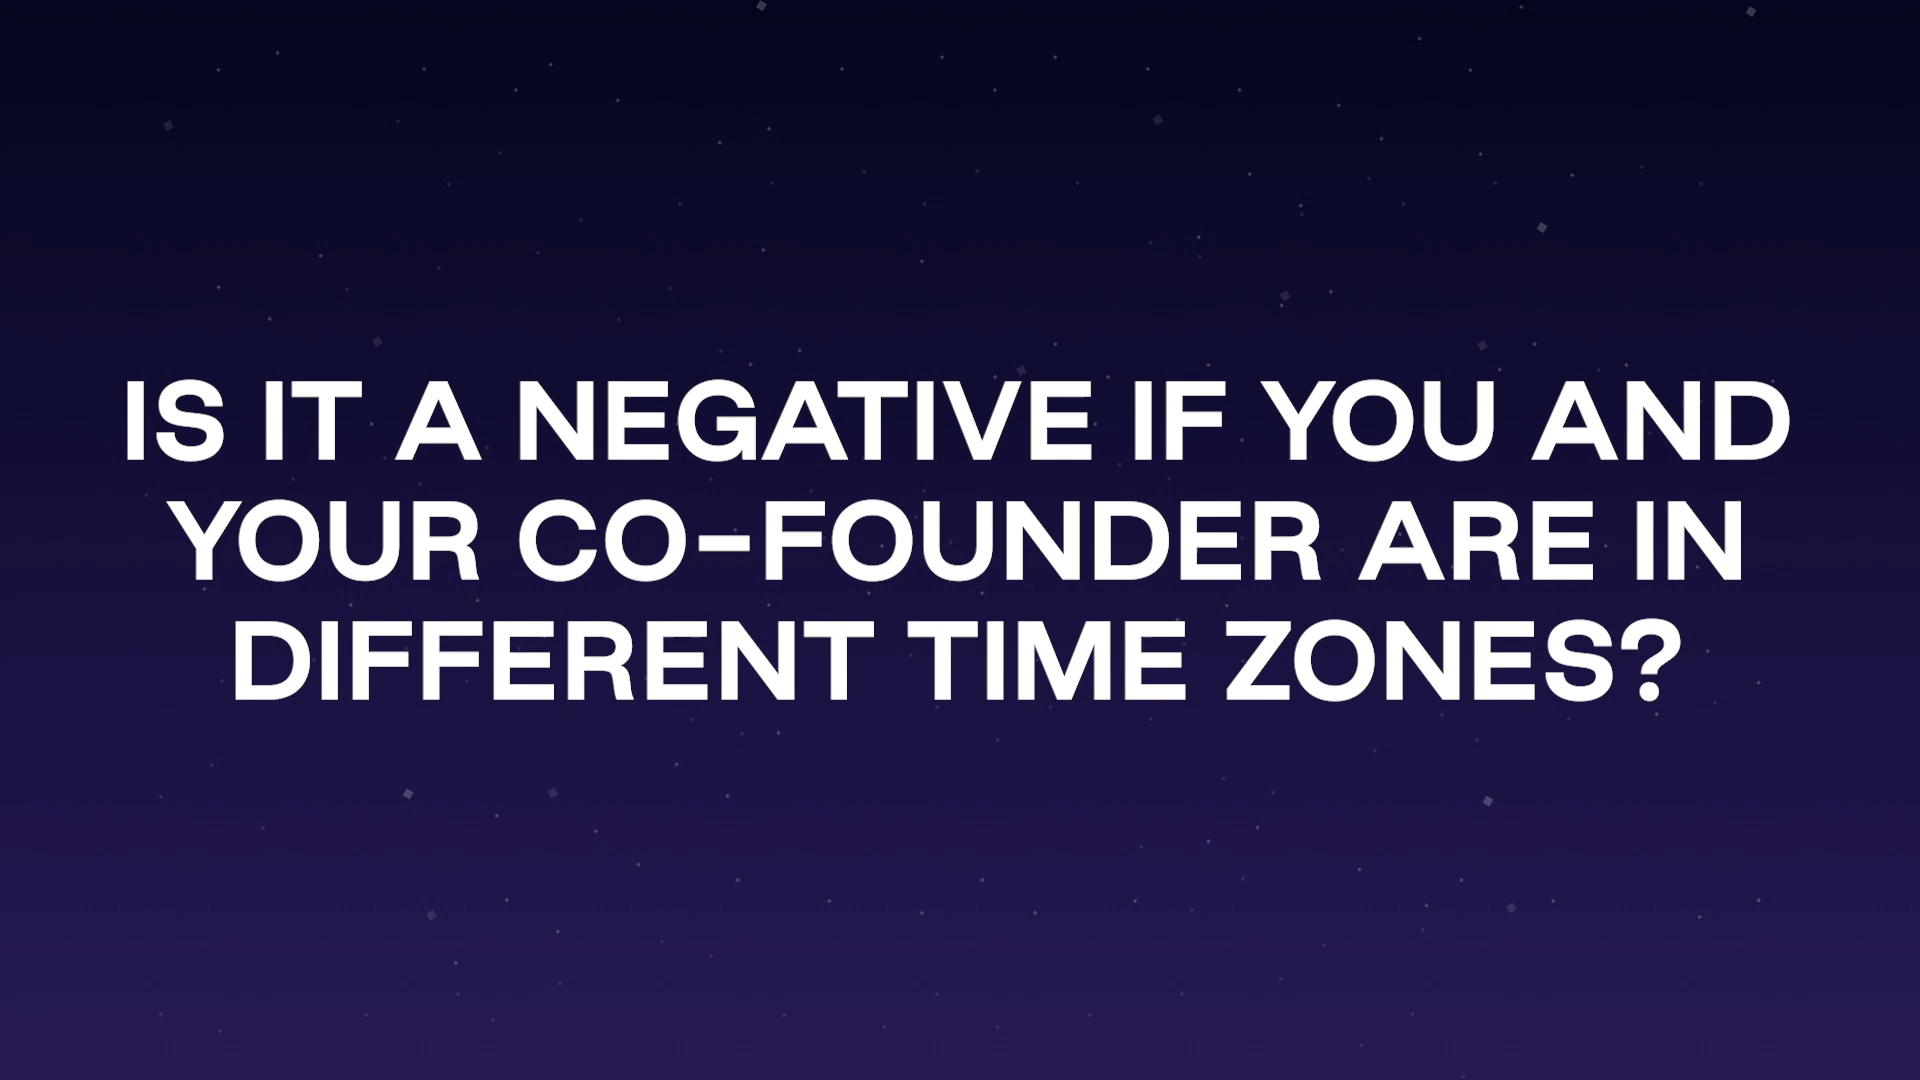 IS IT A NEGATIVE IF YOU AND
YOUR CO-FOUNDER ARE IN
DIFFERENT TIME ZONES?